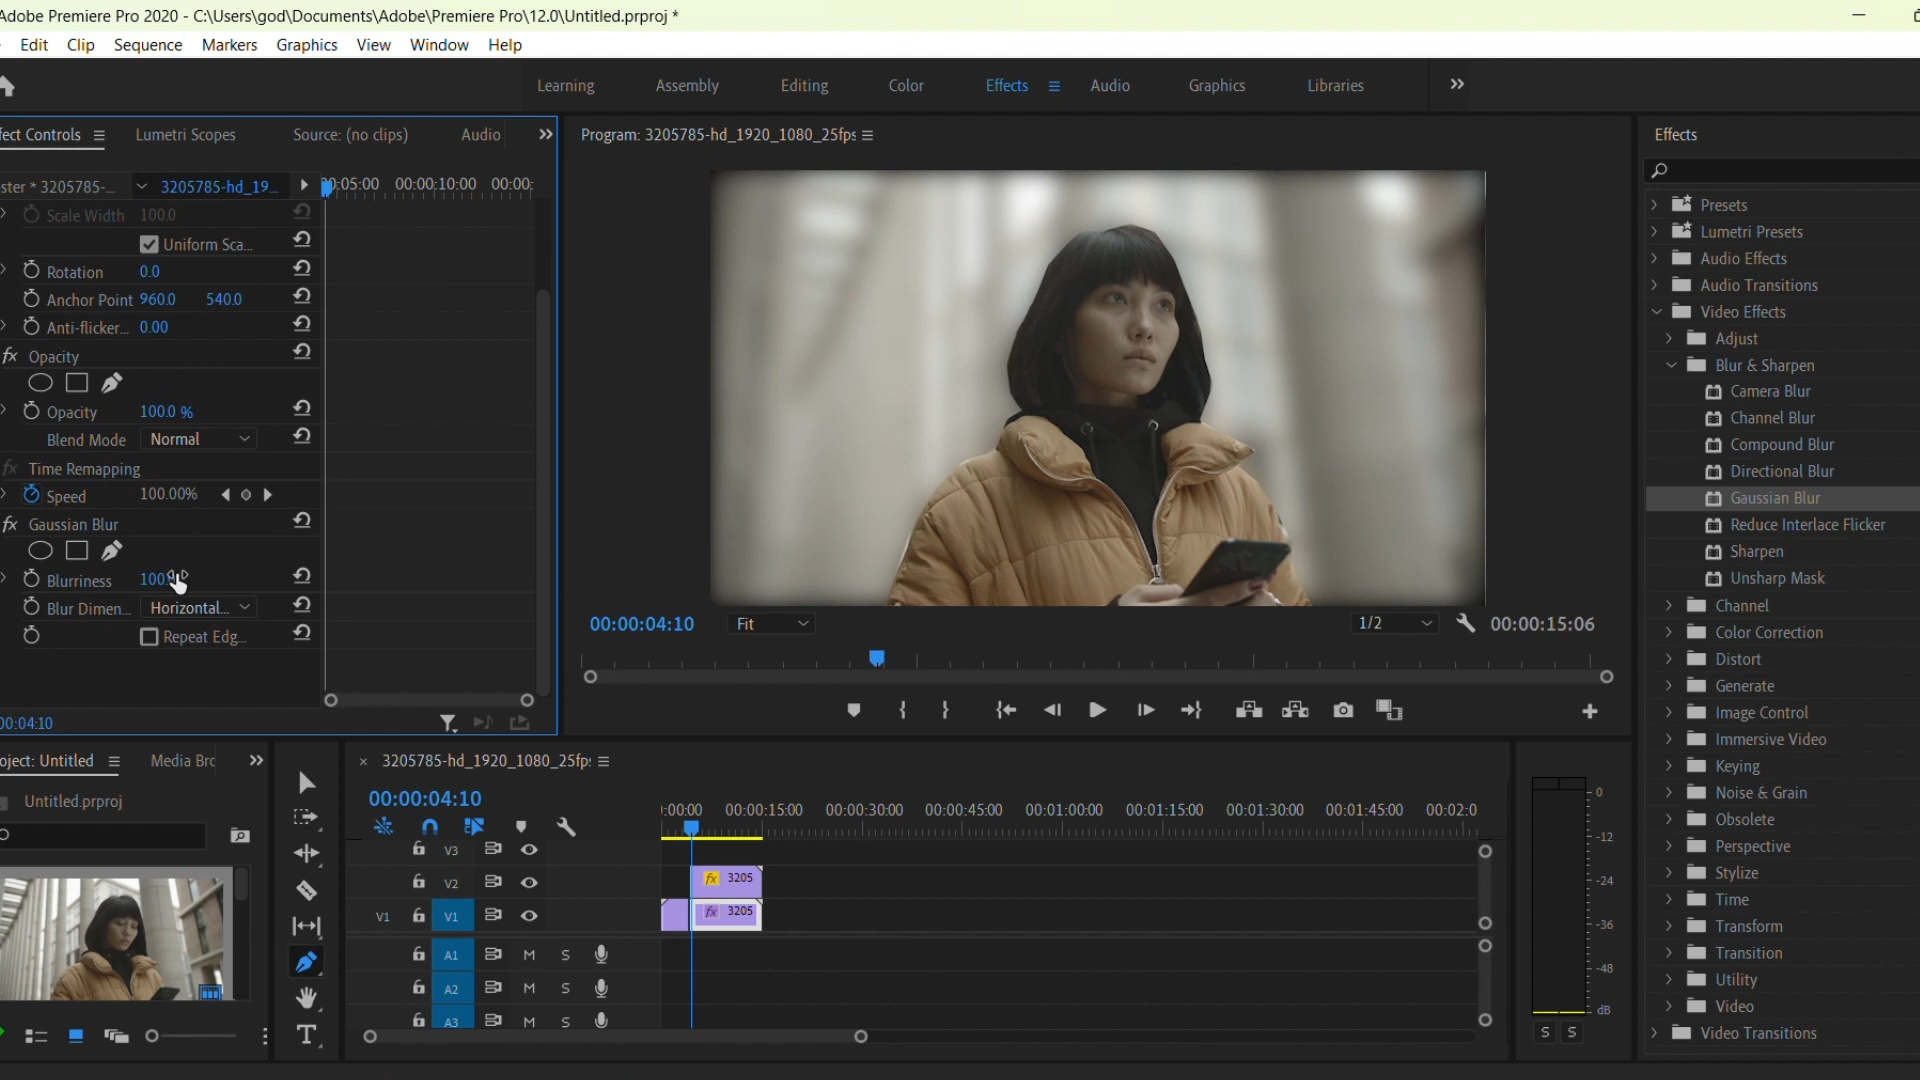 Adobe Premiere Pro 2020 - C:\Users\god\Documents\Adobe\Premiere Pro\12.0\Untitled.prproj *
Edit Clip Sequence Markers Graphics View Window Help
Learning Assembly Editing Color Effects Audio Graphics Libraries
fect Controls Lumetri Scopes Source: (no clips) Audio
Program: 3205785-hd_1920_1080_25fps
Effects
ster * 3205785-... 3205785-hd_19... 0:05:00 00:00:10:00 00:00:
Scale Width 100.0
Uniform Sca...
Rotation 0.0
Anchor Point 960.0 540.0
Anti-flicker... 0.00
fx Opacity
Opacity 100.0 %
Blend Mode Normal
fx Time Remapping
Speed 100.00%
fx Gaussian Blur
Blurriness 100
Blur Dimen... Horizontal...
Repeat Edg...
00:04:10
00:00:04:10 Fit 1/2 00:00:15:06
Presets
Lumetri Presets
Audio Effects
Audio Transitions
Video Effects
Adjust
Blur & Sharpen
Camera Blur
Channel Blur
Compound Blur
Directional Blur
Gaussian Blur
Reduce Interlace Flicker
Sharpen
Unsharp Mask
Channel
Color Correction
Distort
Generate
Image Control
Immersive Video
Keying
Noise & Grain
Obsolete
Perspective
Stylize
Time
Transform
Transition
Utility
Video
Video Transitions
oject: Untitled Media Brc
Untitled.prproj
T
× 3205785-hd_1920_1080_25fps
00:00:04:10
:00:00 00:00:15:00 00:00:30:00 00:00:45:00 00:01:00:00 00:01:15:00 00:01:30:00 00:01:45:00 00:02:0
V3
V2 fx 3205
V1 V1 fx 3205
A1 M S
A2 M S
A3 M S
0
-12
-24
-36
-48
dB
S S